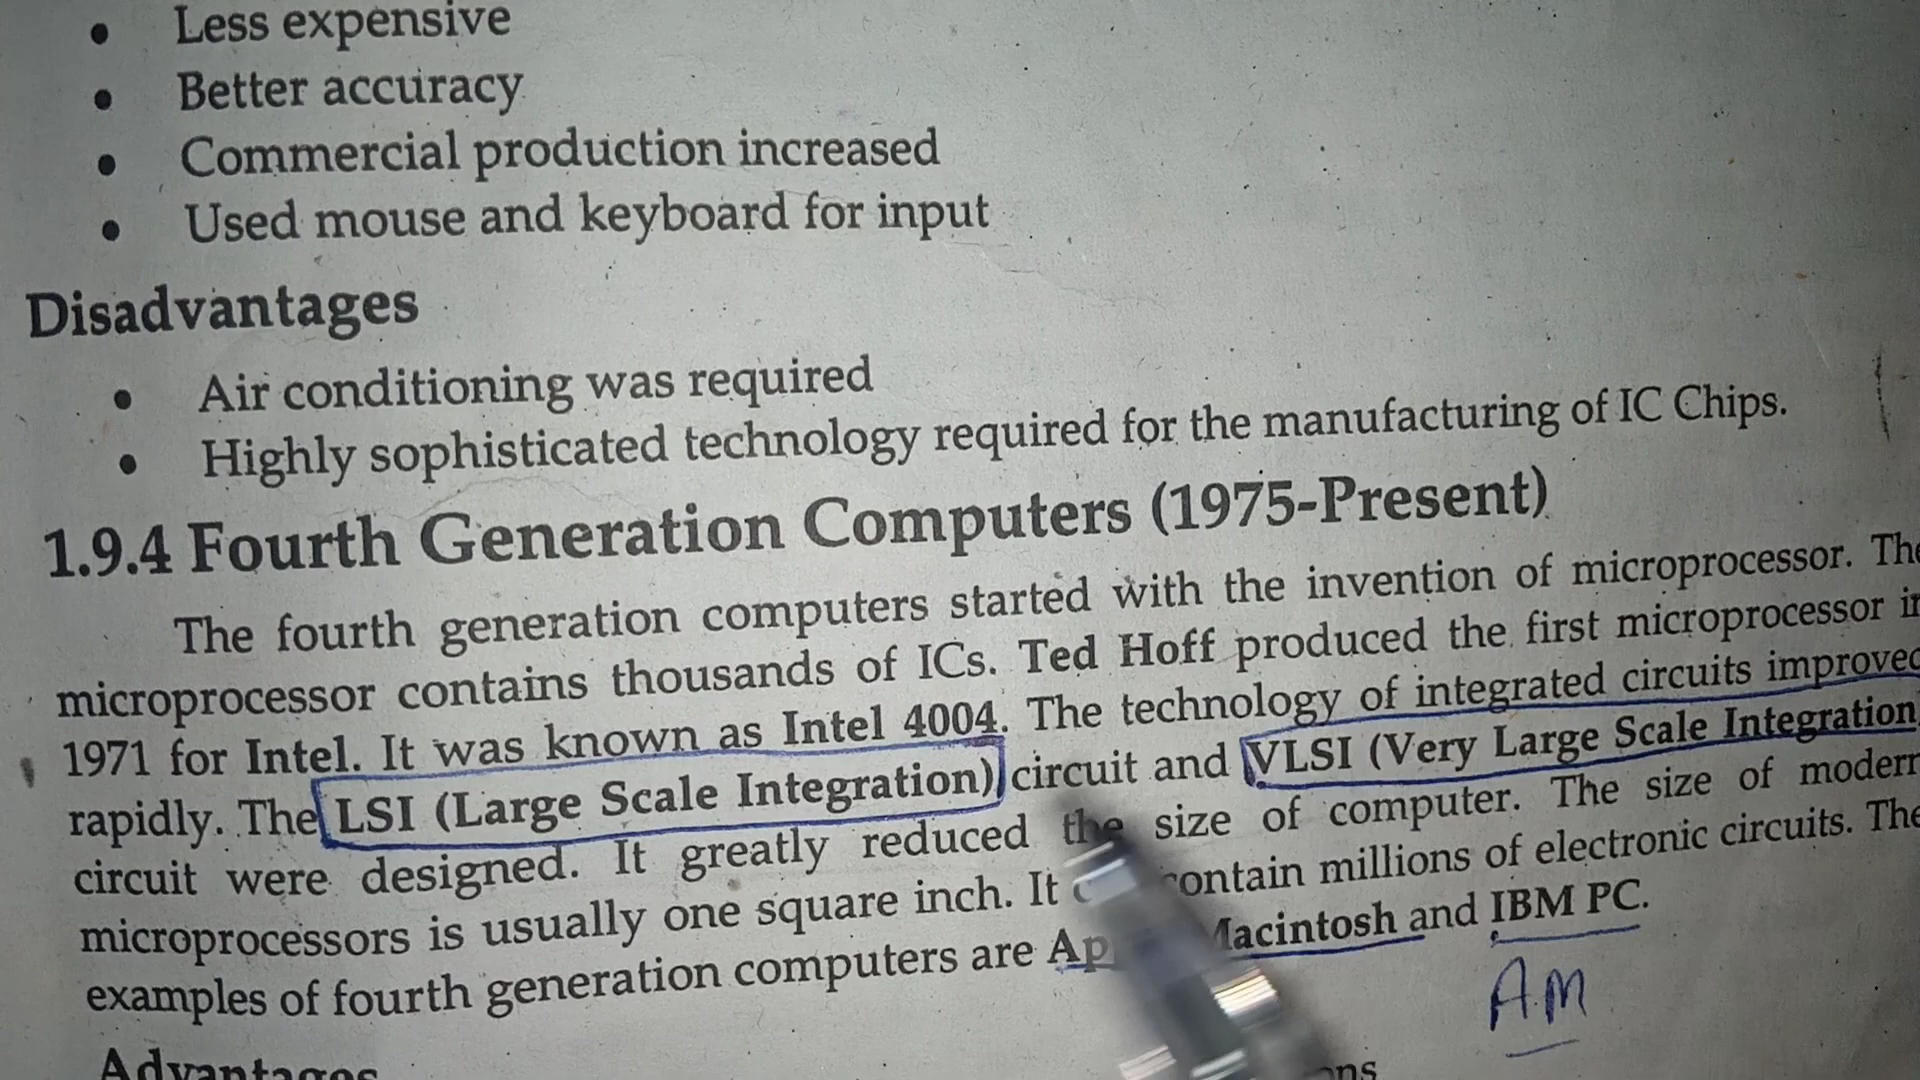 • Less expensive
• Better accuracy
• Commercial production increased
• Used mouse and keyboard for input
Disadvantages
• Air conditioning was required
• Highly sophisticated technology required for the manufacturing of IC Chips.
1.9.4 Fourth Generation Computers (1975-Present)
The fourth generation computers started with the invention of microprocessor. The
microprocessor contains thousands of ICs. Ted Hoff produced the first microprocessor in
1971 for Intel. It was known as Intel 4004. The technology of integrated circuits improved
rapidly. The LSI (Large Scale Integration) circuit and VLSI (Very Large Scale Integration
circuit were designed. It greatly reduced the size of computer. The size of modern
microprocessors is usually one square inch. It contain millions of electronic circuits. The
examples of fourth generation computers are Macintosh and IBM PC.
A.M
Advantages